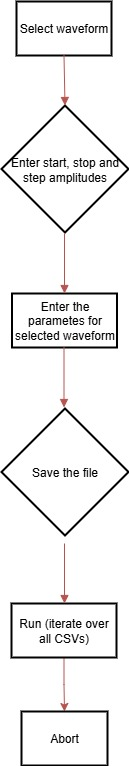 Select waveform
Enter start, stop and
step amplitudes
Enter the
parametes for
selected waveform
Save the file
Run (iterate over
all CSVs)
Abort